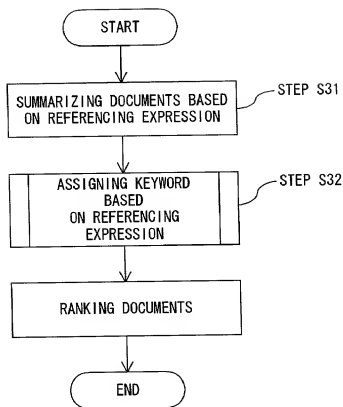 START
SUMMARIZING DOCUMENTS BASED
ON REFERENCING EXPRESSION
STEP S31
ASSIGNING KEYWORD
BASED
ON REFERENCING
EXPRESSION
STEP S32
RANKING DOCUMENTS
END